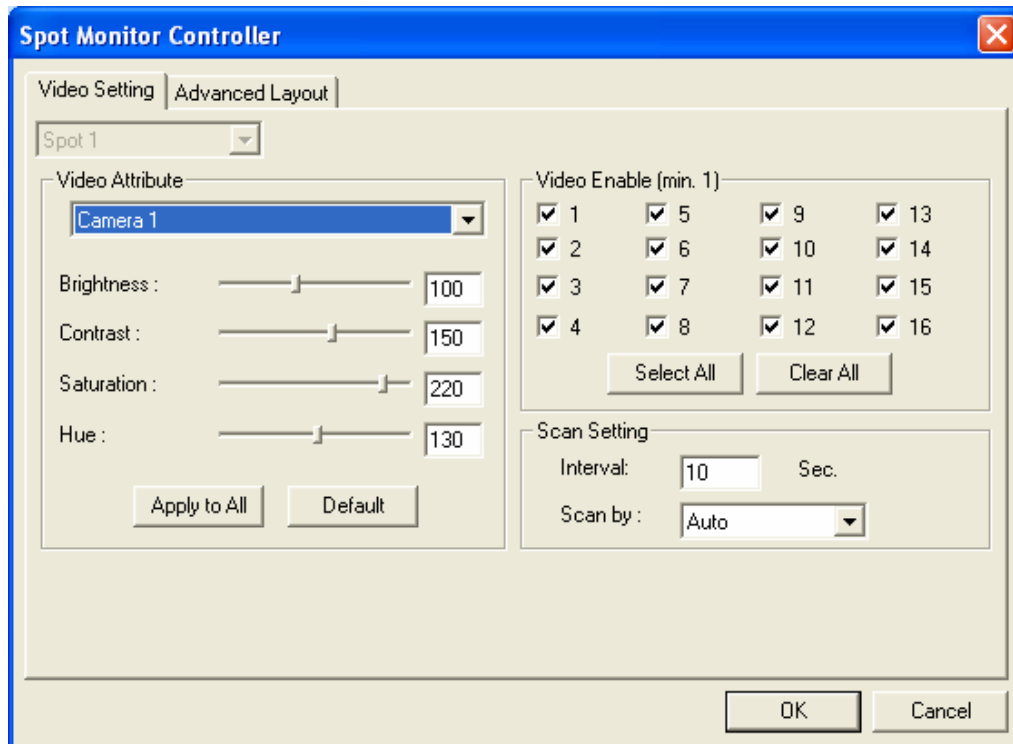 Spot Monitor Controller
Video Setting
Advanced Layout
Spot 1
Video Attribute
Camera 1
Brightness : 100
Contrast : 150
Saturation : 220
Hue : 130
Apply to All
Default
Video Enable (min. 1)
1 5 9 13
2 6 10 14
3 7 11 15
4 8 12 16
Select All
Clear All
Scan Setting
Interval: 10 Sec.
Scan by : Auto
OK
Cancel